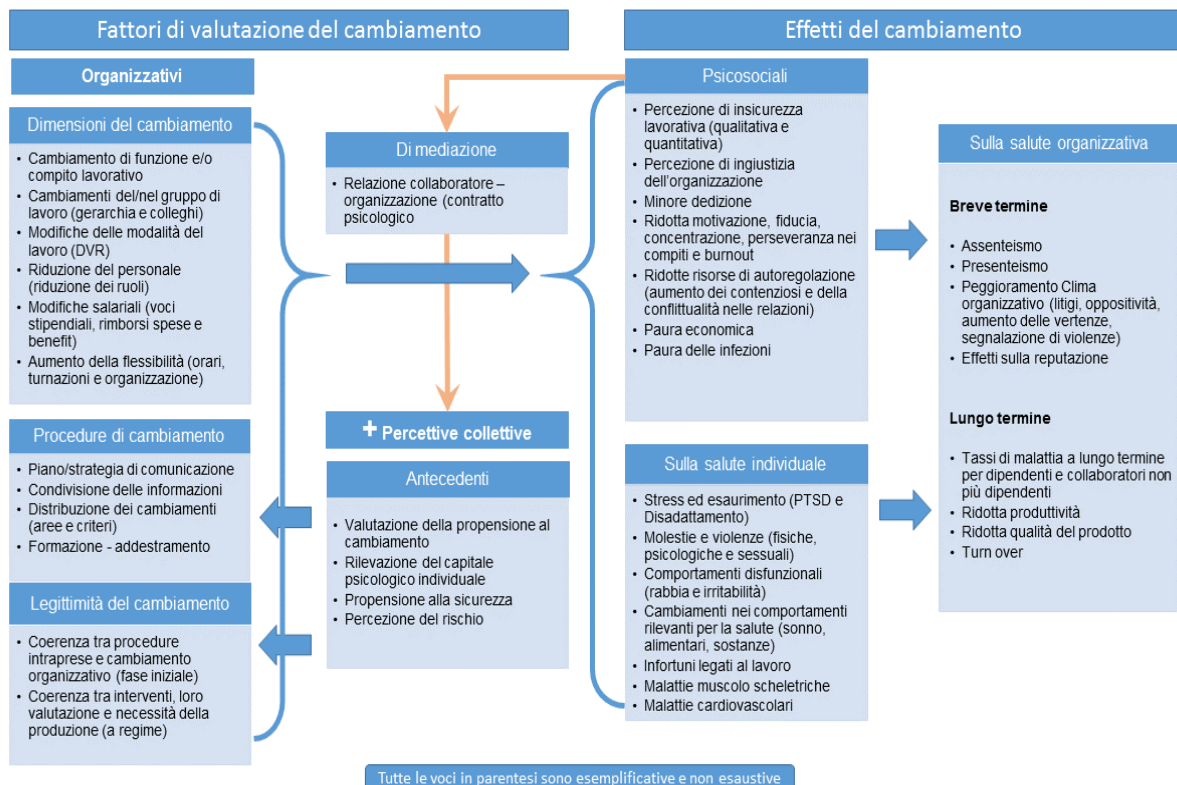 Fattori di valutazione del cambiamento
Organizzativi
Dimensioni del cambiamento
• Cambiamento di funzione e/o
compito lavorativo
• Cambiamenti del/nel gruppo di
lavoro (gerarchia e colleghi)
• Modifiche delle modalità del
lavoro (DVR)
• Riduzione del personale
(riduzione dei ruoli)
• Modifiche salariali (voci
stipendiali, rimborsi spese e
benefit)
• Aumento della flessibilità (orari,
turnazioni e organizzazione)
Procedure di cambiamento
• Piano/strategia di comunicazione
• Condivisione delle informazioni
• Distribuzione dei cambiamenti
(aree e criteri)
• Formazione - addestramento
Legittimità del cambiamento
• Coerenza tra procedure
intraprese e cambiamento
organizzativo (fase iniziale)
• Coerenza tra interventi, loro
valutazione e necessità della
produzione (a regime)
Di mediazione
• Relazione collaboratore –
organizzazione (contratto
psicologico
+ Percettive collettive
Antecedenti
• Valutazione della propensione al
cambiamento
• Rilevazione del capitale
psicologico individuale
• Propensione alla sicurezza
• Percezione del rischio
Effetti del cambiamento
Psicosociali
• Percezione di insicurezza
lavorativa (qualitativa e
quantitativa)
• Percezione di ingiustizia
dell'organizzazione
• Minore dedizione
• Ridotta motivazione, fiducia,
concentrazione, perseveranza nei
compiti e burnout
• Ridotte risorse di autoregolazione
(aumento dei contenziosi e della
conflittualità nelle relazioni)
• Paura economica
• Paura delle infezioni
Sulla salute individuale
• Stress ed esaurimento (PTSD e
Disadattamento)
• Molestie e violenze (fisiche,
psicologiche e sessuali)
• Comportamenti disfunzionali
(rabbia e irritabilità)
• Cambiamenti nei comportamenti
rilevanti per la salute (sonno,
alimentari, sostanze)
• Infortuni legati al lavoro
• Malattie muscolo scheletriche
• Malattie cardiovascolari
Sulla salute organizzativa
Breve termine
• Assenteismo
• Presenteismo
• Peggioramento Clima
organizzativo (litigi, oppositività,
aumento delle vertenze,
segnalazione di violenze)
• Effetti sulla reputazione
Lungo termine
• Tassi di malattia a lungo termine
per dipendenti e collaboratori non
più dipendenti
• Ridotta produttività
• Ridotta qualità del prodotto
• Turn over
Tutte le voci in parentesi sono esemplificative e non esaustive